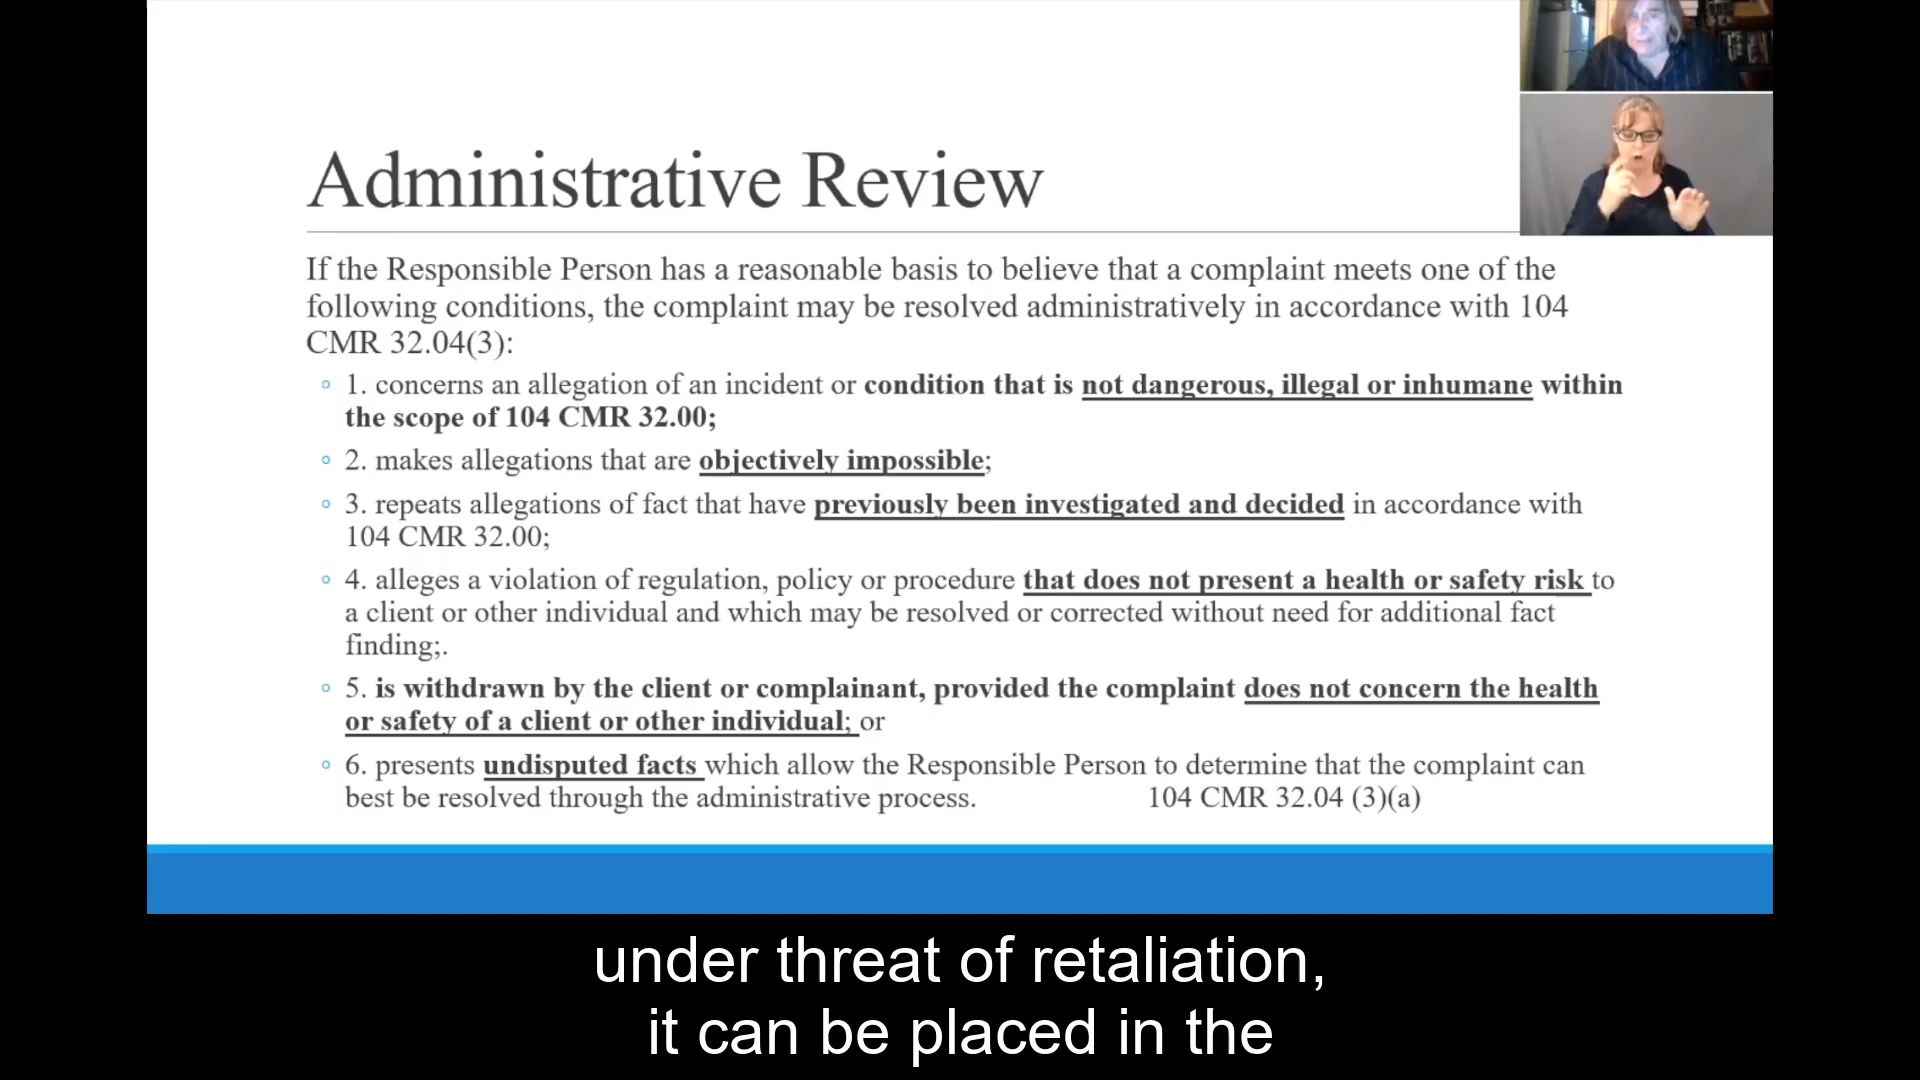 Administrative Review
If the Responsible Person has a reasonable basis to believe that a complaint meets one of the
following conditions, the complaint may be resolved administratively in accordance with 104
CMR 32.04(3):
1. concerns an allegation of an incident or condition that is not dangerous, illegal or inhumane within
the scope of 104 CMR 32.00;
2. makes allegations that are objectively impossible;
3. repeats allegations of fact that have previously been investigated and decided in accordance with
104 CMR 32.00;
4. alleges a violation of regulation, policy or procedure that does not present a health or safety risk to
a client or other individual and which may be resolved or corrected without need for additional fact
finding;.
5. is withdrawn by the client or complainant, provided the complaint does not concern the health
or safety of a client or other individual; or
6. presents undisputed facts which allow the Responsible Person to determine that the complaint can
best be resolved through the administrative process. 104 CMR 32.04 (3)(a)
under threat of retaliation,
it can be placed in the